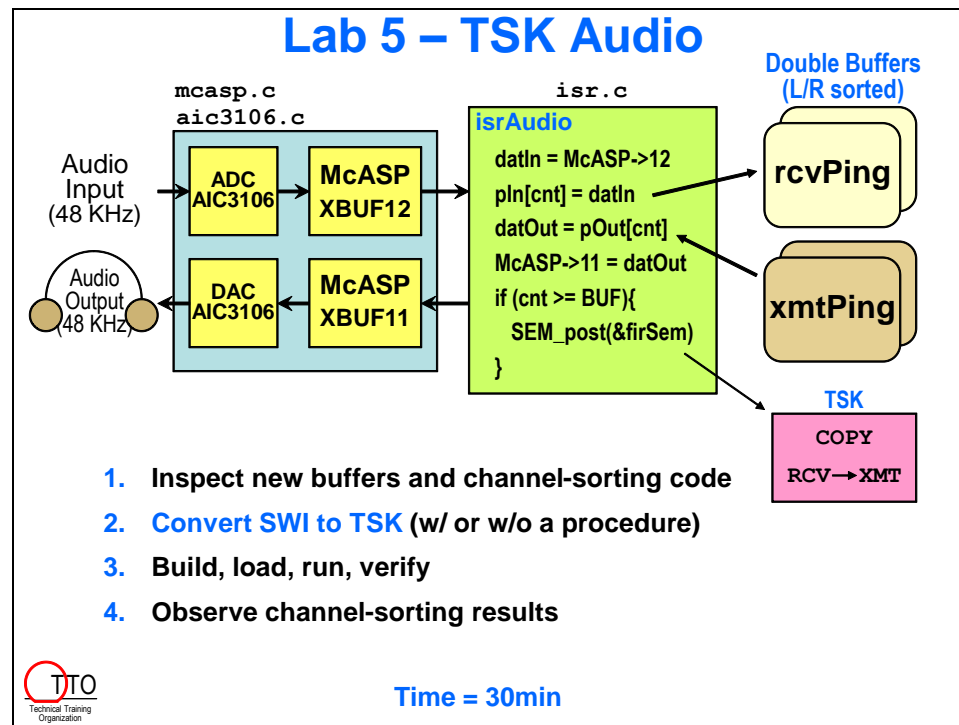 Lab 5 – TSK Audio
Double Buffers
(L/R sorted)
mcasp.c
aic3106.c
isr.c
Audio
Input
(48 KHz)
ADC
AIC3106
McASP
XBUF12
isrAudio
datIn = McASP->12
pIn[cnt] = datIn
datOut = pOut[cnt]
McASP->11 = datOut
if (cnt >= BUF){
SEM_post(&firSem)
}
rcvPing
xmtPing
Audio
Output
(48 KHz)
DAC
AIC3106
McASP
XBUF11
TSK
COPY
RCV→XMT
1. Inspect new buffers and channel-sorting code
2. Convert SWI to TSK (w/ or w/o a procedure)
3. Build, load, run, verify
4. Observe channel-sorting results
TTO
Technical Training
Organization
Time = 30min